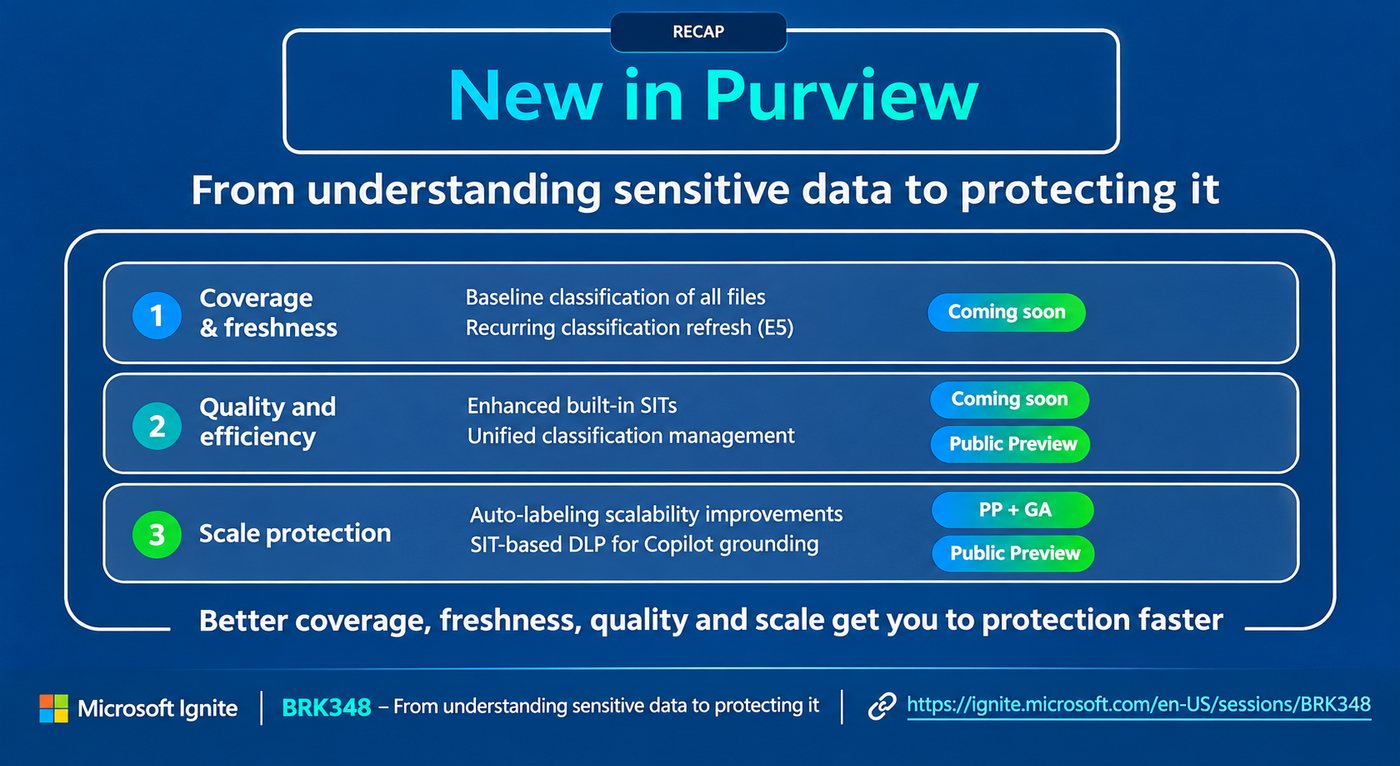 RECAP
New in Purview
From understanding sensitive data to protecting it
1
Coverage
& freshness
Baseline classification of all files
Recurring classification refresh (E5)
Coming soon
2
Quality and
efficiency
Enhanced built-in SITs
Unified classification management
Coming soon
Public Preview
3
Scale protection
Auto-labeling scalability improvements
SIT-based DLP for Copilot grounding
PP + GA
Public Preview
Better coverage, freshness, quality and scale get you to protection faster
Microsoft Ignite
BRK348 – From understanding sensitive data to protecting it
https://ignite.microsoft.com/en-US/sessions/BRK348